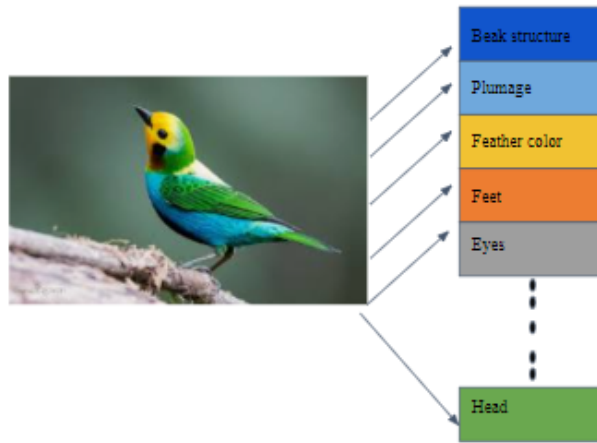 Beak structure
Plumage
Feather color
Feet
Eyes
Head